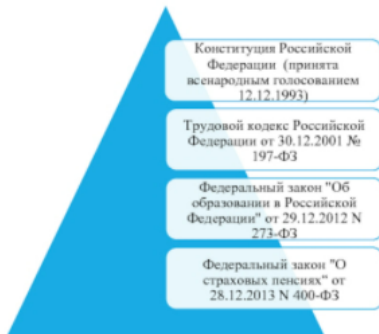 Конституция Российской
Федерации (принята
всенародным голосованием
12.12.1993)
Трудовой кодекс Российской
Федерации от 30.12.2001 №
197-ФЗ
Федеральный закон "Об
образовании в Российской
Федерации" от 29.12.2012 N
273-ФЗ
Федеральный закон "О
страховых пенсиях" от
28.12.2013 N 400-ФЗ